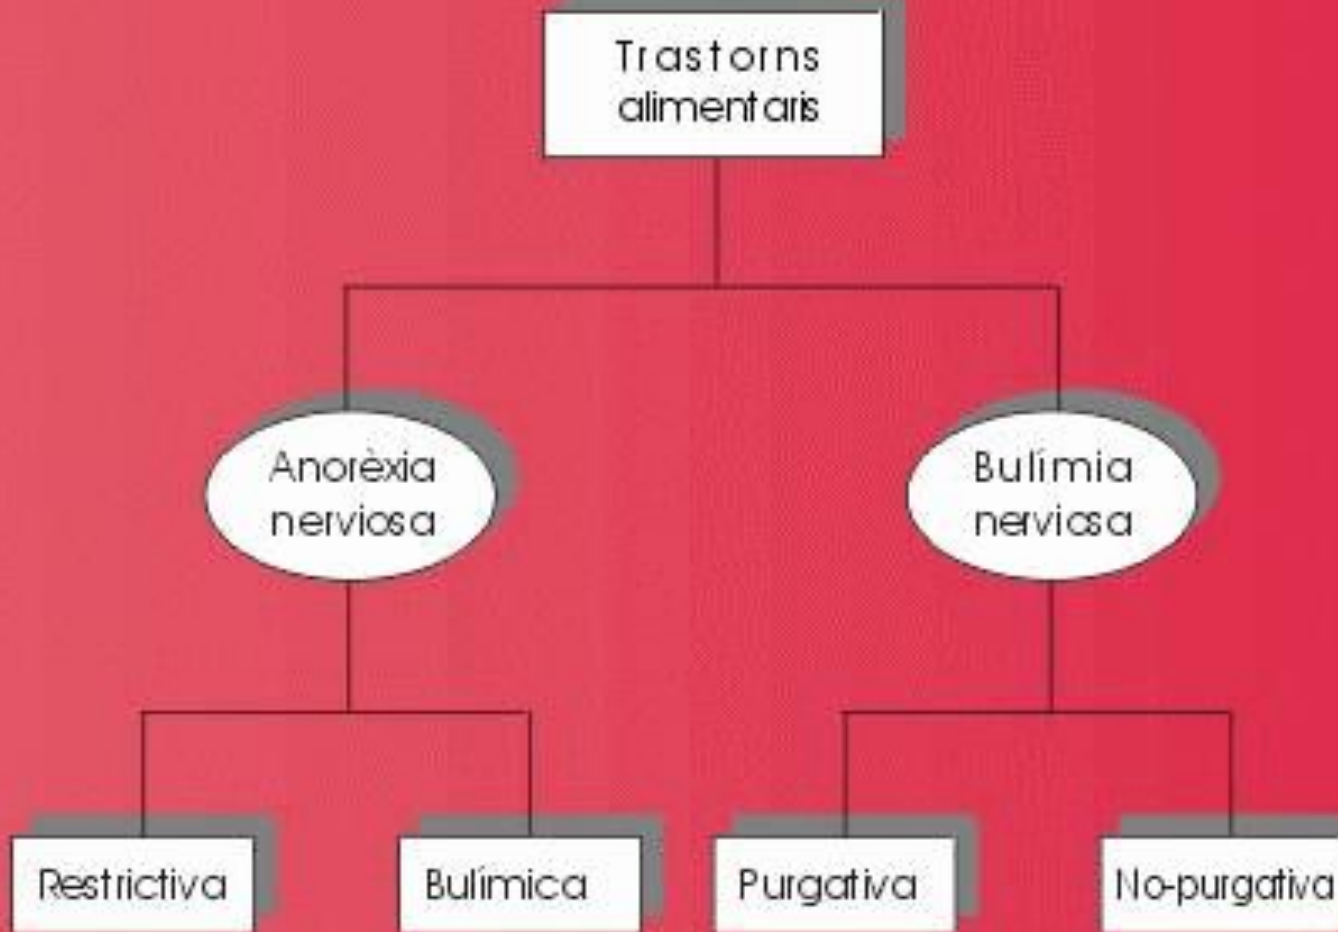 Trastorns
alimentaris
Anorèxia
nerviosa
Bulímia
nerviosa
Restrictiva
Bulímica
Purgativa
No-purgativa